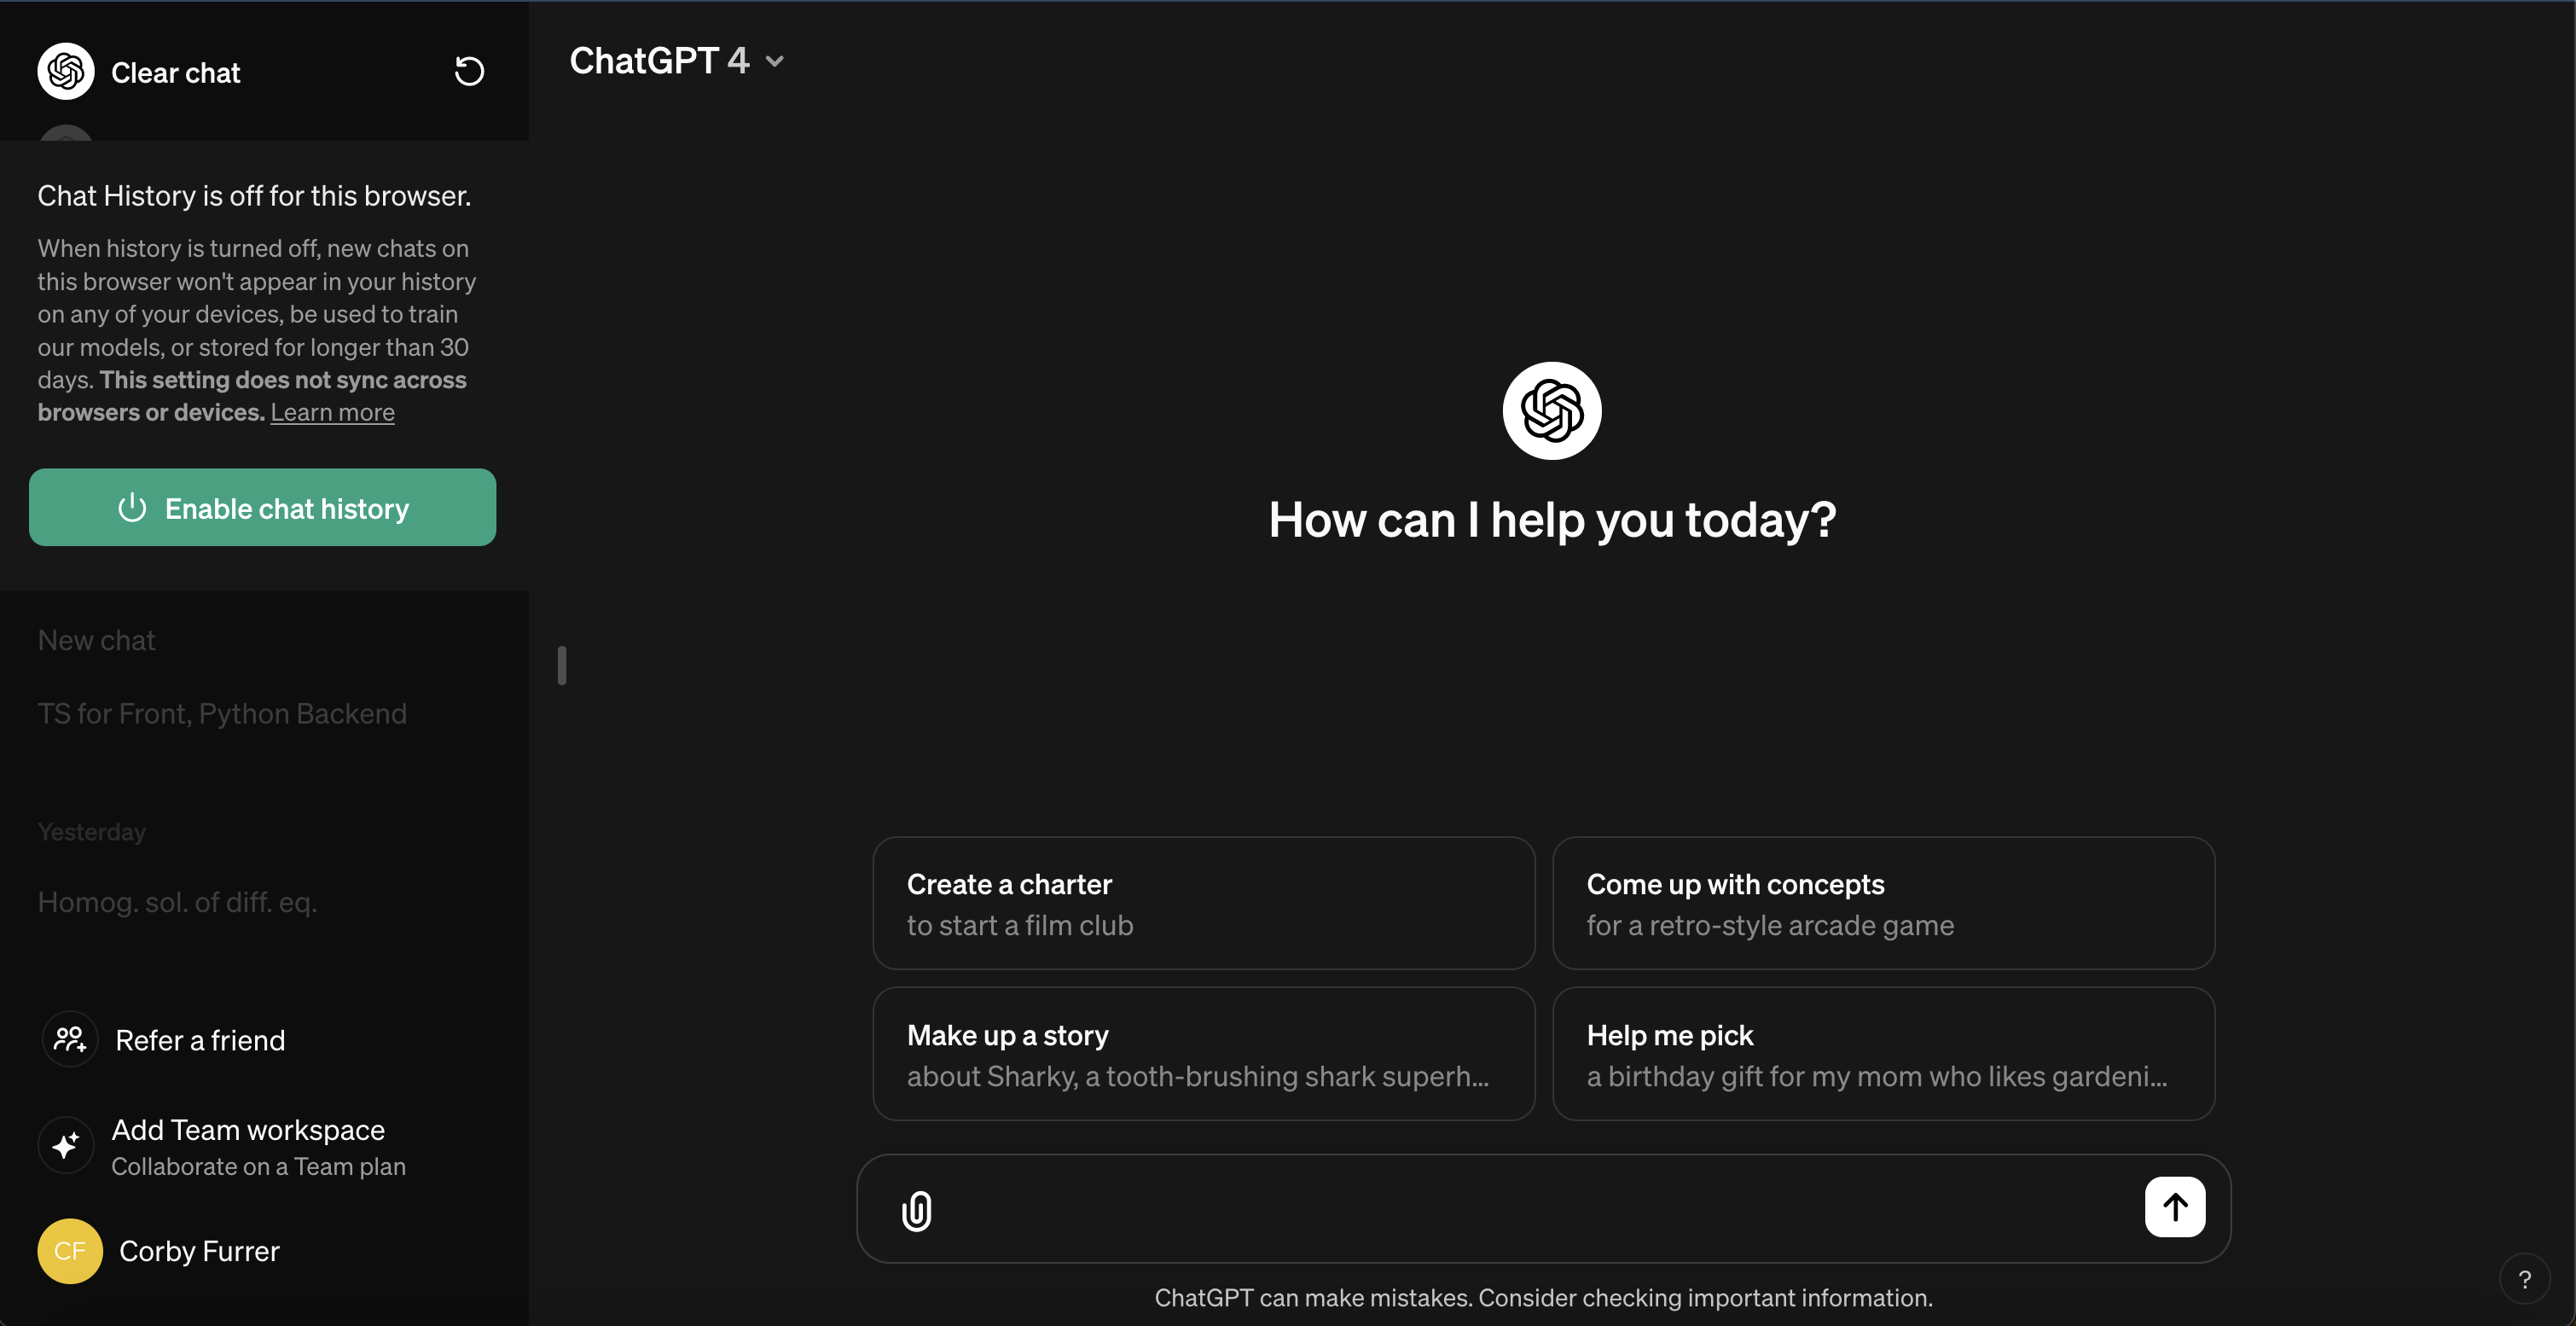 Clear chat
Chat History is off for this browser.
When history is turned off, new chats on
this browser won't appear in your history
on any of your devices, be used to train
our models, or stored for longer than 30
days. This setting does not sync across
browsers or devices. Learn more
Enable chat history
New chat
TS for Front, Python Backend
Yesterday
Homog. sol. of diff. eq.
Refer a friend
Add Team workspace
Collaborate on a Team plan
CF Corby Furrer
ChatGPT 4
How can I help you today?
Create a charter
to start a film club
Come up with concepts
for a retro-style arcade game
Make up a story
about Sharky, a tooth-brushing shark superh...
Help me pick
a birthday gift for my mom who likes gardeni...
ChatGPT can make mistakes. Consider checking important information.
?